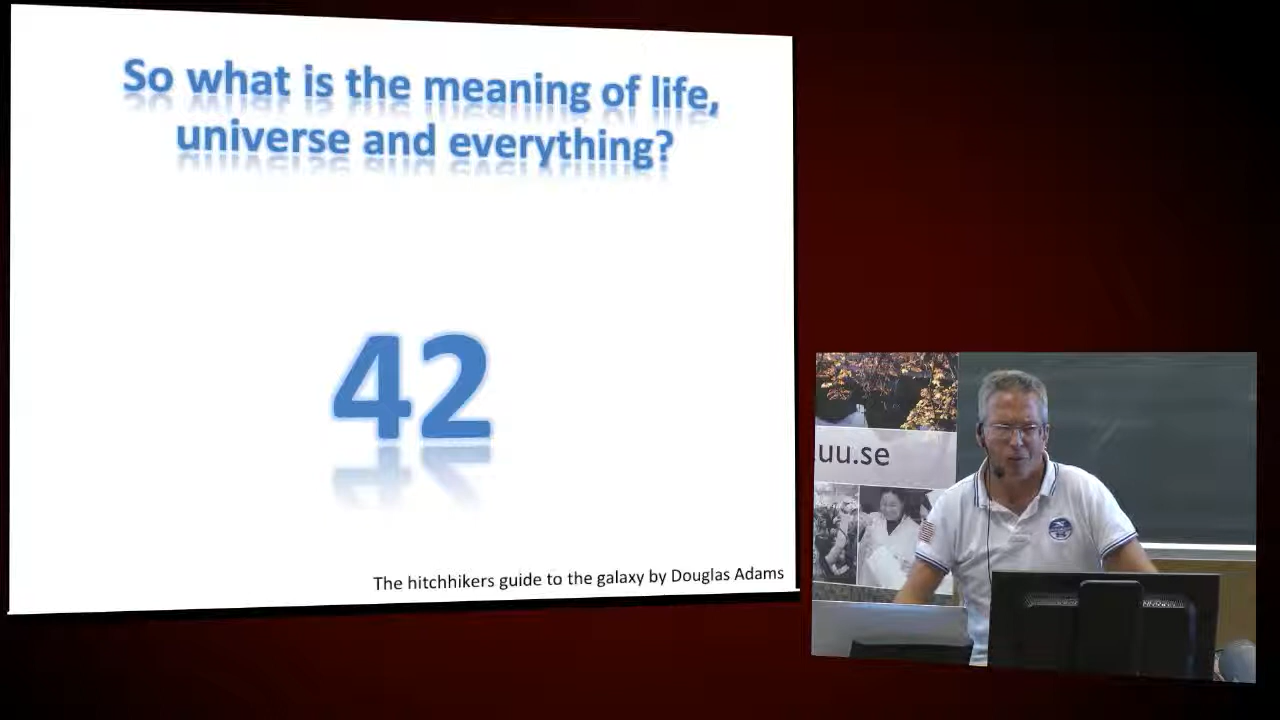 So what is the meaning of life,
universe and everything?
42
The hitchhikers guide to the galaxy by Douglas Adams
.uu.se